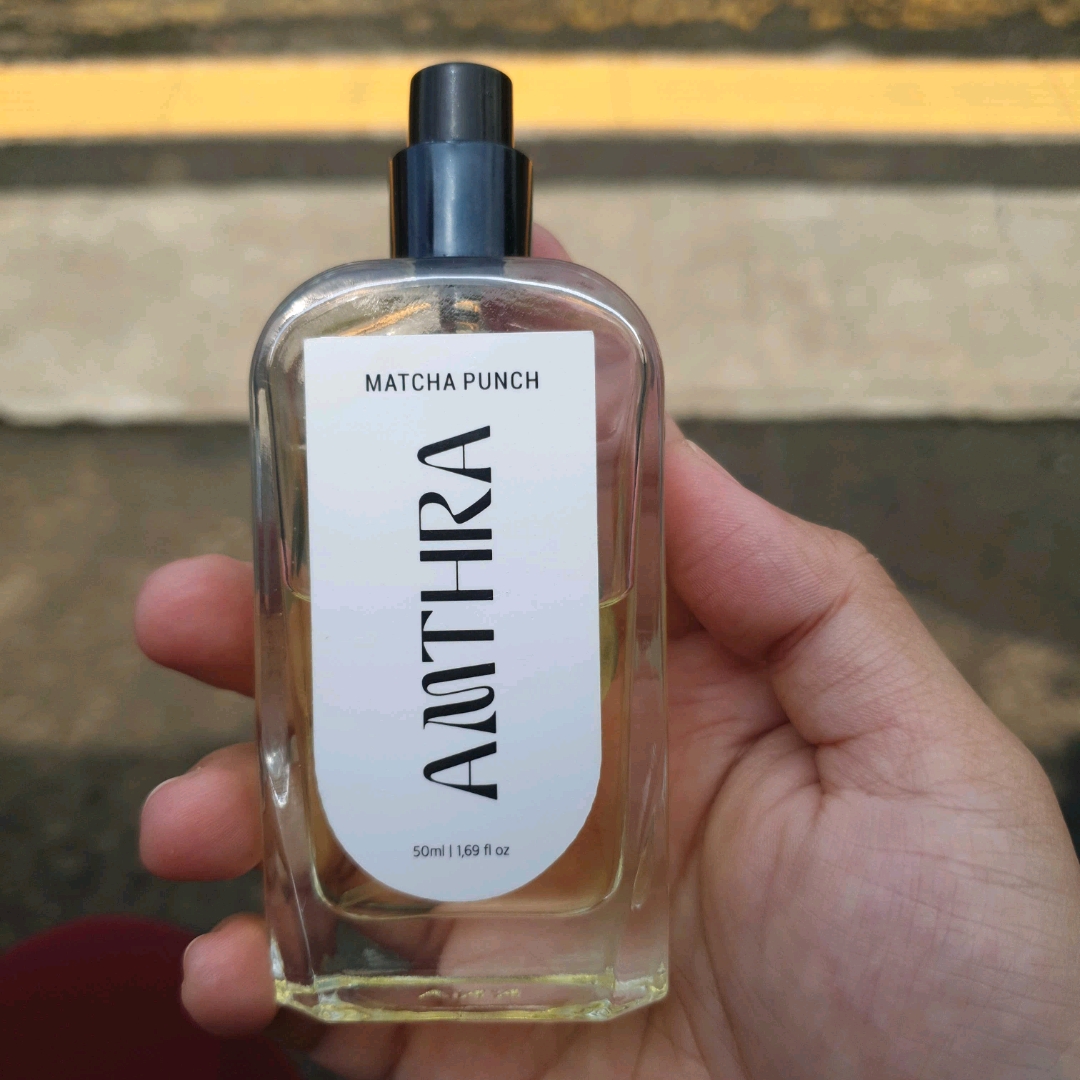 MATCHA PUNCH
AMTHRA
50ml | 1,69 fl oz